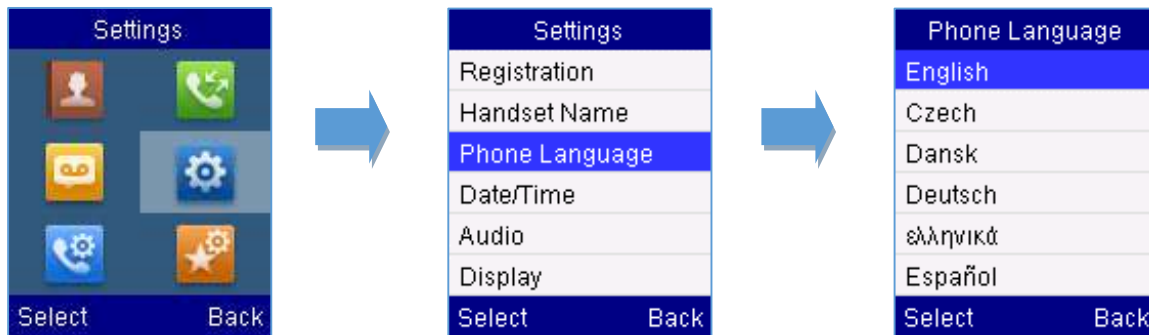 Settings
Select Back
Settings
Registration
Handset Name
Phone Language
Date/Time
Audio
Display
Select Back
Phone Language
English
Czech
Dansk
Deutsch
ελληνικά
Español
Select Back